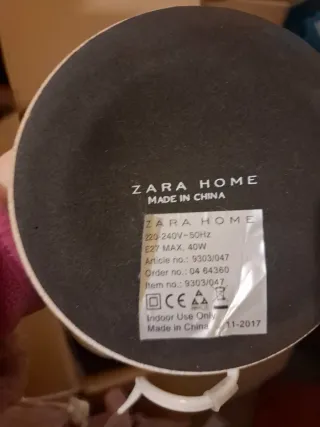 ZARA HOME
MADE IN CHINA
ZARA HOME
220-240V~50Hz
E27 MAX. 40W
Article no.: 9303/047
Order no.: 04 64360
Item no.: 9303/047
CE
Indoor Use Only
Made in China 11-2017